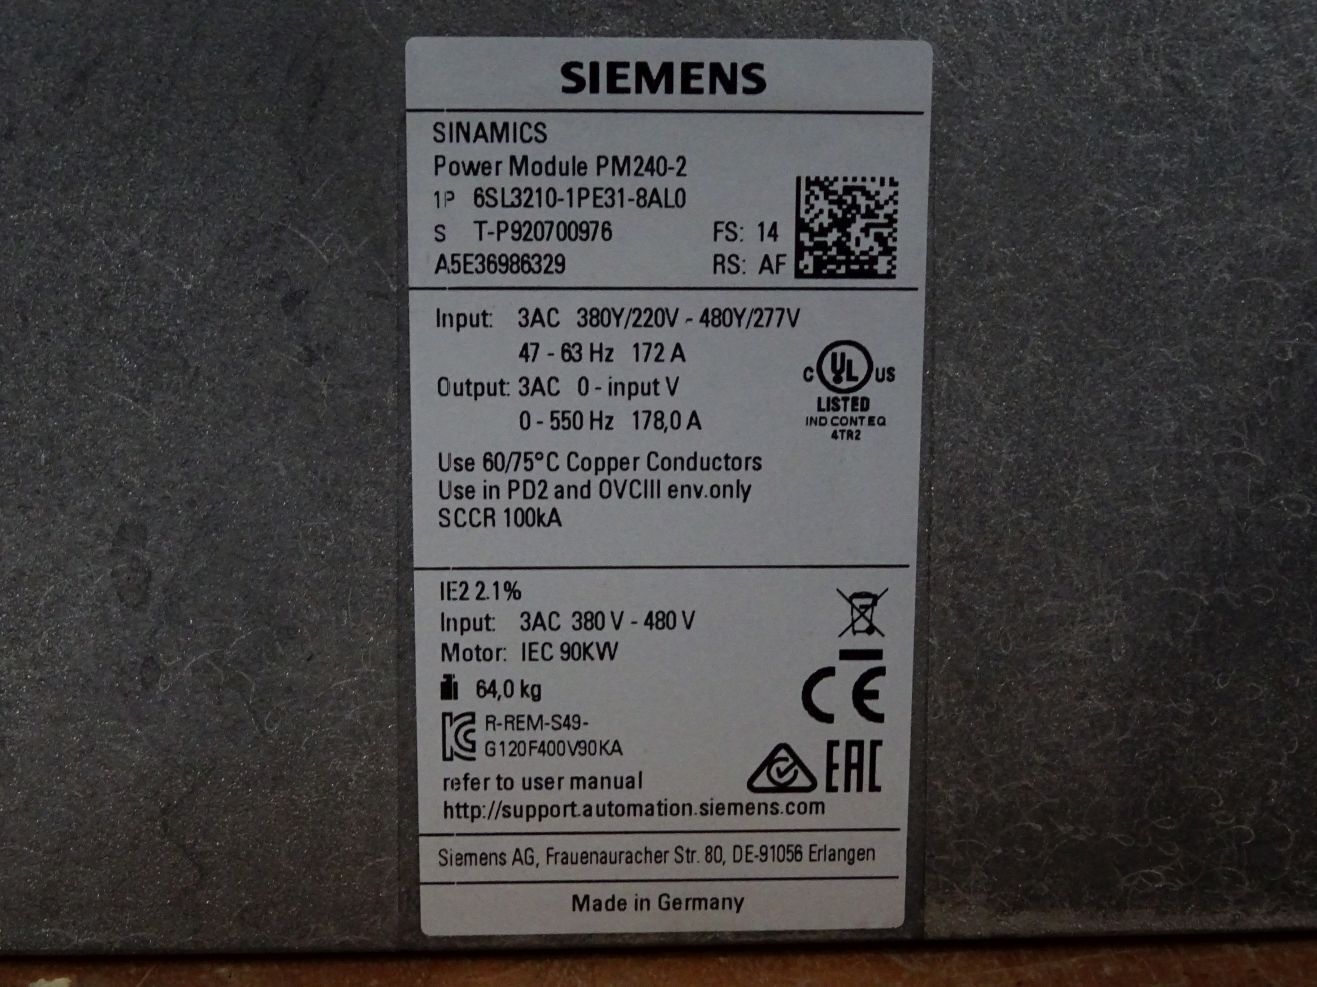 SIEMENS
SINAMICS
Power Module PM240-2
1P 6SL3210-1PE31-8AL0
S T-P920700976 FS: 14
A5E36986329 RS: AF
Input: 3AC 380Y/220V - 480Y/277V
47 - 63 Hz 172 A
Output: 3AC 0 - input V
0 - 550 Hz 178,0 A
C UL US
LISTED
IND CONT EQ
4TR2
Use 60/75°C Copper Conductors
Use in PD2 and OVCIII env.only
SCCR 100kA
IE2 2.1%
Input: 3AC 380 V - 480 V
Motor: IEC 90KW
64,0 kg
CE
R-REM-S49-
G120F400V90KA
EAC
refer to user manual
http://support.automation.siemens.com
Siemens AG, Frauenauracher Str. 80, DE-91056 Erlangen
Made in Germany